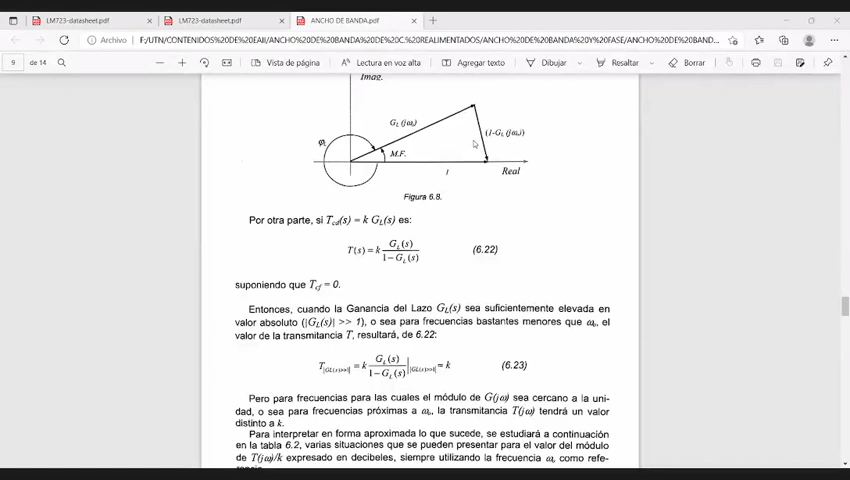 LM723-datasheet.pdf
LM723-datasheet.pdf
ANCHO DE BANDA.pdf
Archivo
F:/UTN/CONTENIDOS%20DE%20EAII/ANCHO%20DE%20BANDA%20DE%20C.%20REALIMENTADOS/ANCHO%20DE%20BANDA%20Y%20FASE/ANCHO%20DE%20BAND...
9 de 14
Vista de página
Lectura en voz alta
Agregar texto
Dibujar
Resaltar
Borrar
Imag.
G_L (jω_o)
(1-G_L (jω_o))
M.F.
1
Real
Figura 6.8.
Por otra parte, si T_cd(s) = k G_L(s) es:
T(s) = k G_L(s) / 1 − G_L(s) (6.22)
suponiendo que T_cf = 0.
Entonces, cuando la Ganancia del Lazo G_L(s) sea suficientemente elevada en
valor absoluto (|G_L(s)| >> 1), o sea para frecuencias bastantes menores que ω_o, el
valor de la transmitancia T, resultará, de 6.22:
T_|GL(s)>>1| = k G_L(s) / 1 − G_L(s) |_|GL(s)>>1| = k (6.23)
Pero para frecuencias para las cuales el módulo de G(jω) sea cercano a la uni-
dad, o sea para frecuencias próximas a ω_o, la transmitancia T(jω) tendrá un valor
distinto a k.
Para interpretar en forma aproximada lo que sucede, se estudiará a continuación
en la tabla 6.2, varias situaciones que se pueden presentar para el valor del módulo
de T(jω)/k expresado en decibeles, siempre utilizando la frecuencia ω_o como refe-